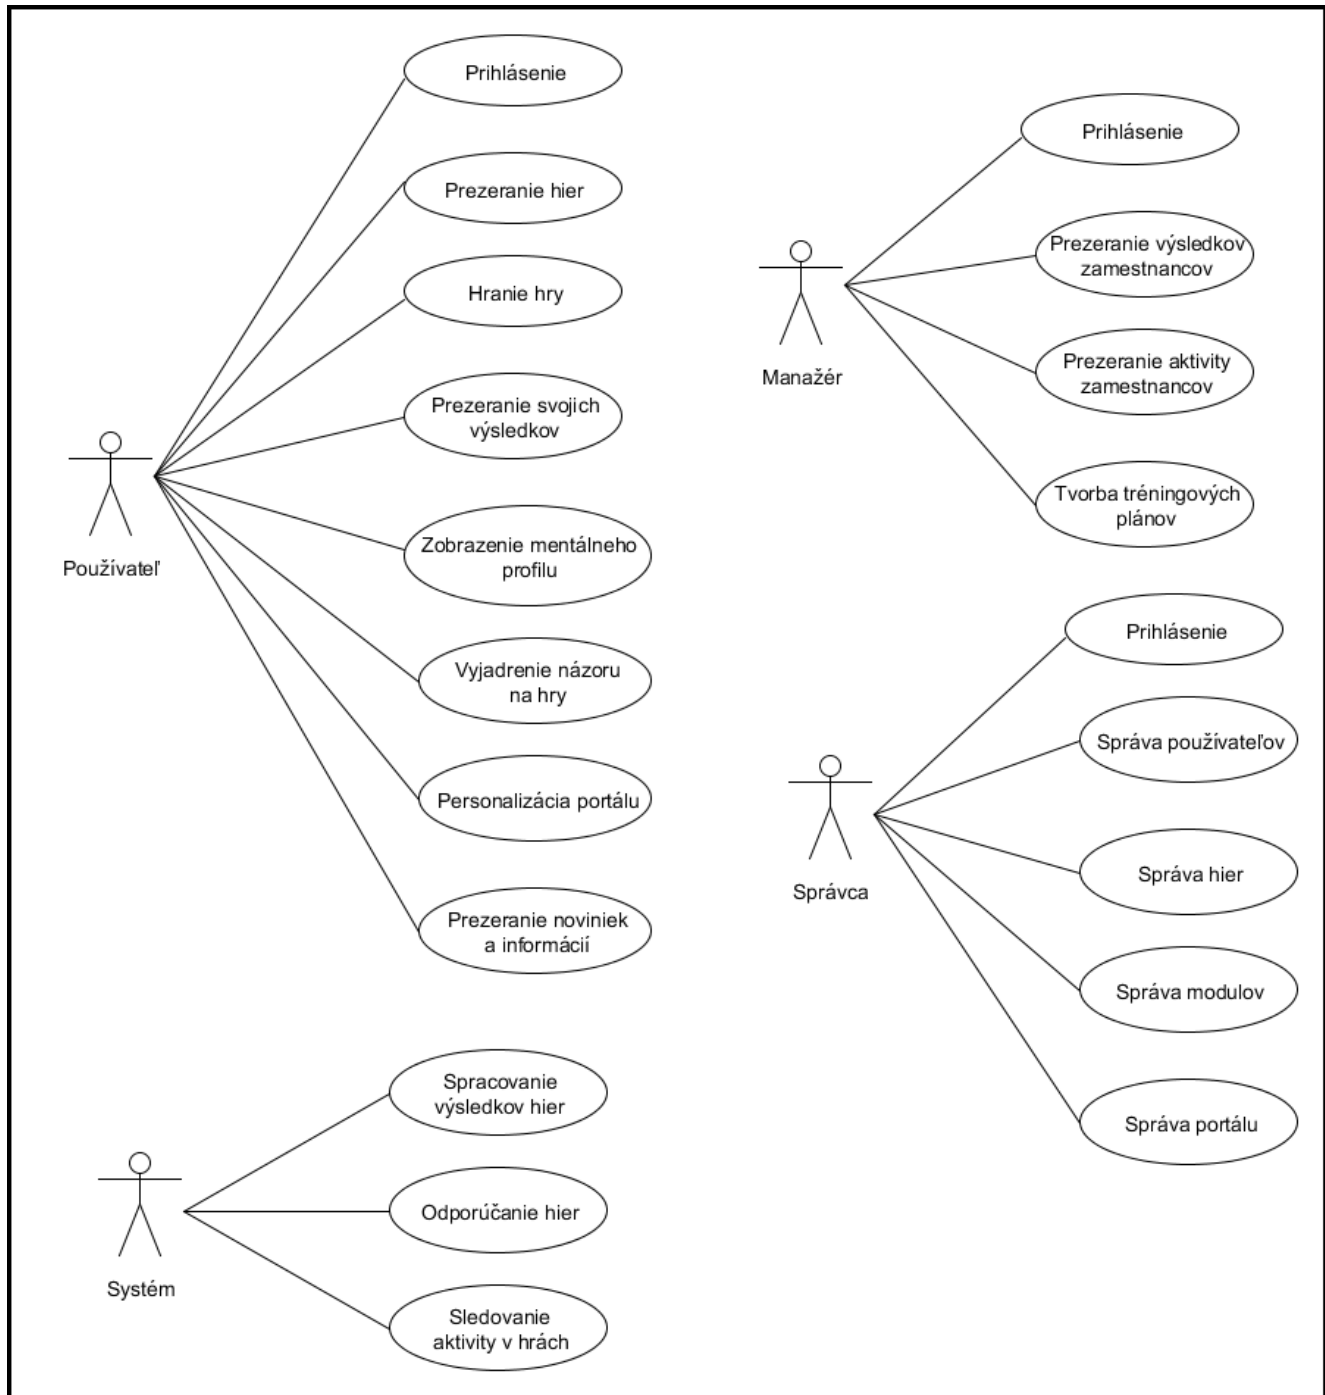 Prihlásenie
Prezeranie hier
Hranie hry
Prezeranie svojich
výsledkov
Zobrazenie mentálneho
profilu
Vyjadrenie názoru
na hry
Personalizácia portálu
Prezeranie noviniek
a informácií
Používateľ
Prihlásenie
Prezeranie výsledkov
zamestnancov
Prezeranie aktivity
zamestnancov
Tvorba tréningových
plánov
Manažér
Prihlásenie
Správa používateľov
Správa hier
Správa modulov
Správa portálu
Správca
Spracovanie
výsledkov hier
Odporúčanie hier
Sledovanie
aktivity v hrách
Systém